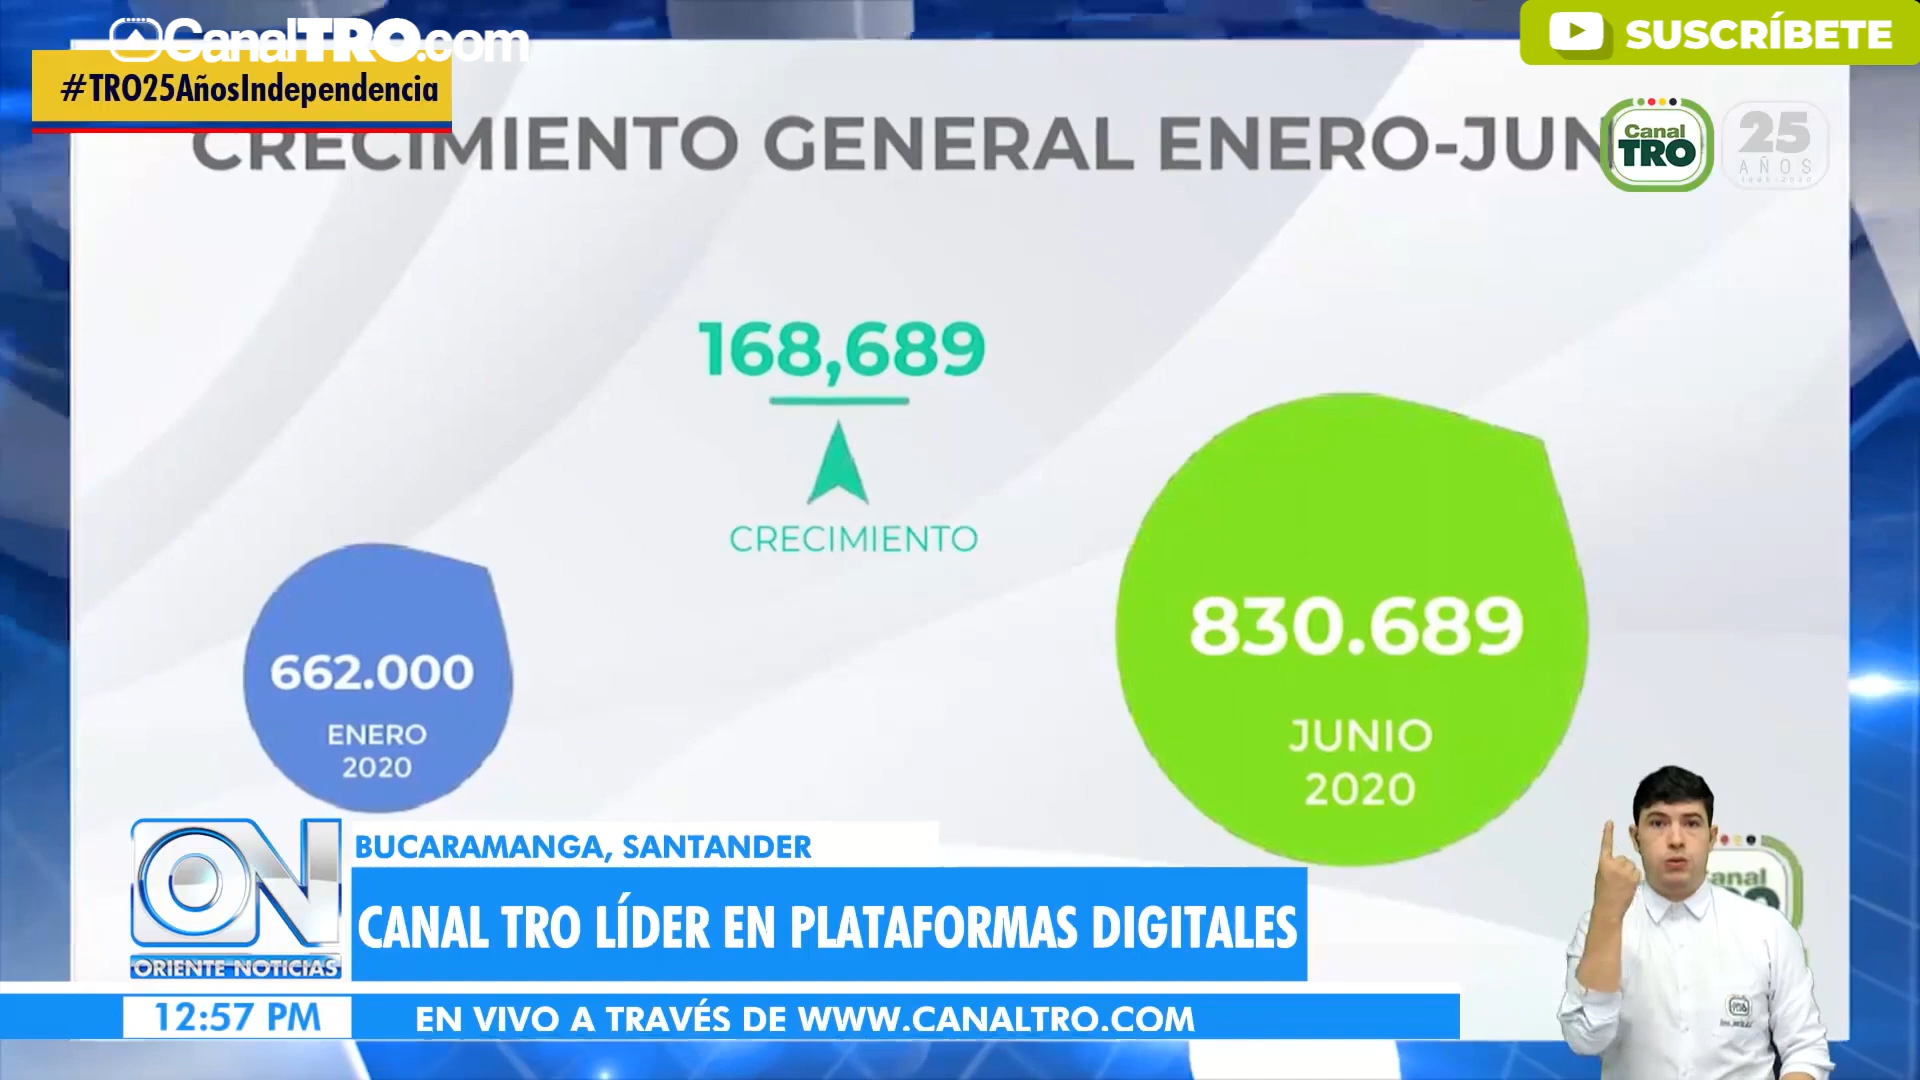 CanalTRO.com
SUSCRÍBETE
#TRO25AñosIndependencia
CRECIMIENTO GENERAL ENERO-JUN
Canal
TRO
25
AÑOS
168,689
CRECIMIENTO
662.000
ENERO
2020
830.689
JUNIO
2020
ON
ORIENTE NOTICIAS
BUCARAMANGA, SANTANDER
CANAL TRO LÍDER EN PLATAFORMAS DIGITALES
12:57 PM
EN VIVO A TRAVÉS DE WWW.CANALTRO.COM